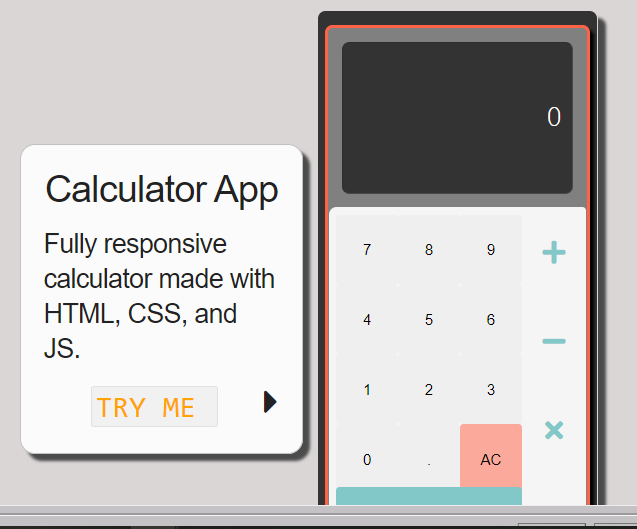 0
Calculator App
Fully responsive
calculator made with
HTML, CSS, and
JS.
TRY ME
7 8 9 +
4 5 6 −
1 2 3 ×
0 . AC